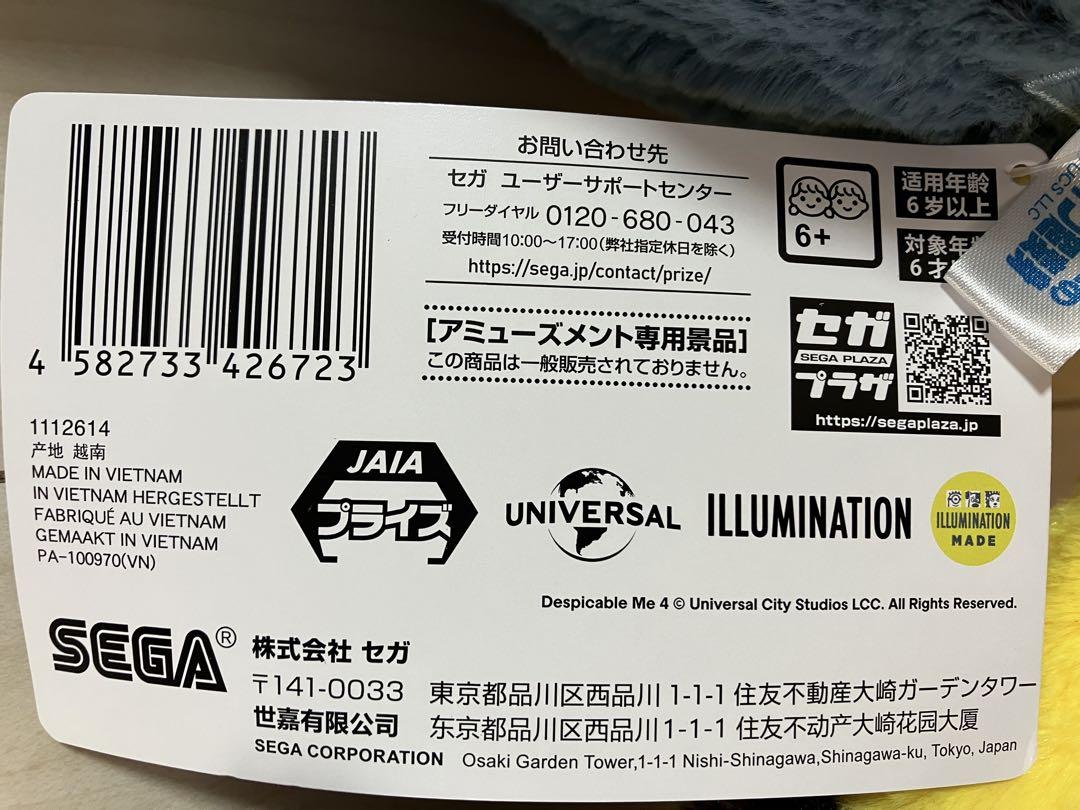 4 582733 426723
1112614
产地 越南
MADE IN VIETNAM
IN VIETNAM HERGESTELLT
FABRIQUÉ AU VIETNAM
GEMAAKT IN VIETNAM
PA-100970(VN)
お問い合わせ先
セガ ユーザーサポートセンター
フリーダイヤル 0120-680-043
受付時間10:00~17:00(弊社指定休日を除く)
https://sega.jp/contact/prize/
[アミューズメント専用景品]
この商品は一般販売されておりません。
6+
适用年龄
6岁以上
対象年
6才
セガ
SEGA PLAZA
プラザ
https://segaplaza.jp
JAIA
プライズ
UNIVERSAL
ILLUMINATION
ILLUMINATION
MADE
Despicable Me 4 © Universal City Studios LCC. All Rights Reserved.
SEGA®
株式会社 セガ
〒141-0033 東京都品川区西品川 1-1-1 住友不動産大崎ガーデンタワー
世嘉有限公司 东京都品川区西品川1-1-1 住友不动产大崎花园大厦
SEGA CORPORATION Osaki Garden Tower,1-1-1 Nishi-Shinagawa,Shinagawa-ku, Tokyo, Japan
LLC